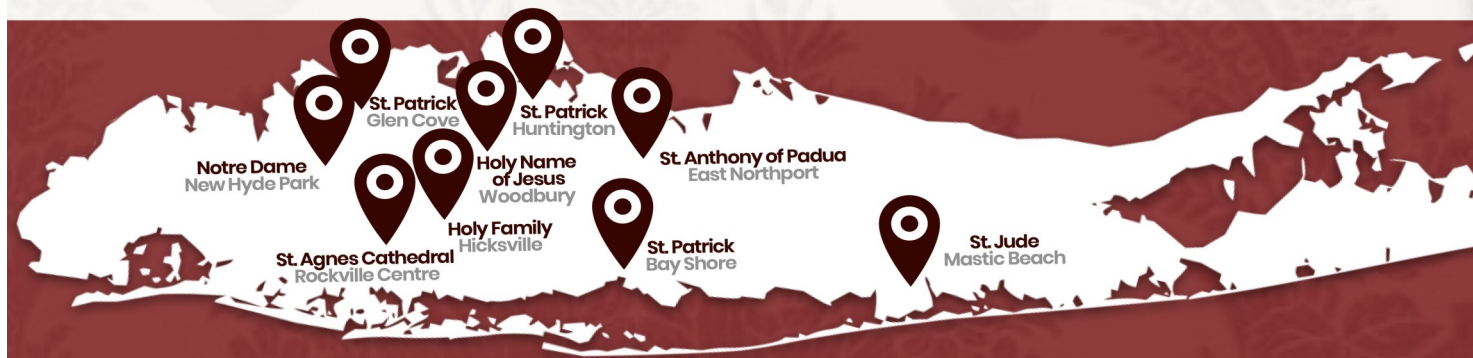 St. Patrick
Glen Cove
St. Patrick
Huntington
Notre Dame
New Hyde Park
Holy Name
of Jesus
Woodbury
St. Anthony of Padua
East Northport
St. Agnes Cathedral
Rockville Centre
Holy Family
Hicksville
St. Patrick
Bay Shore
St. Jude
Mastic Beach